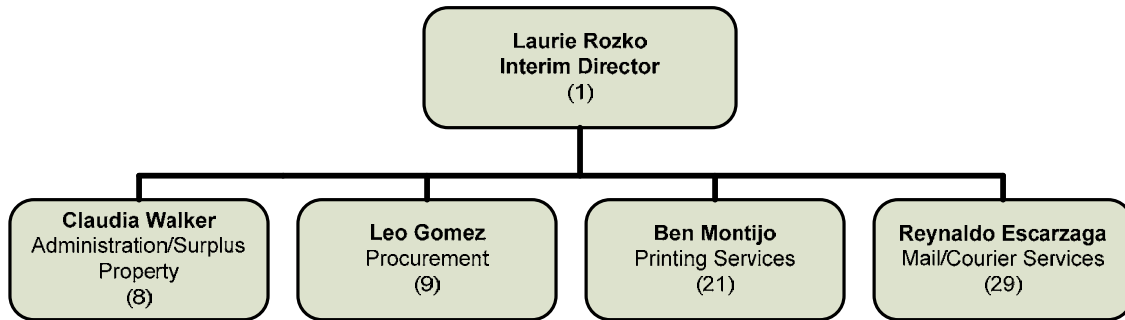 Laurie Rozko
Interim Director
(1)
Claudia Walker
Administration/Surplus
Property
(8)
Leo Gomez
Procurement
(9)
Ben Montijo
Printing Services
(21)
Reynaldo Escarzaga
Mail/Courier Services
(29)